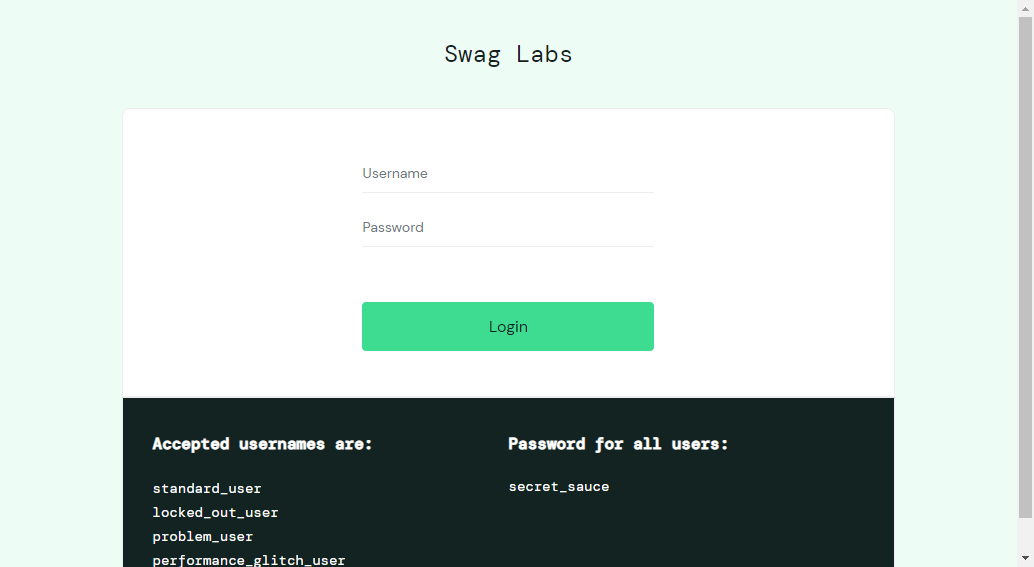 Swag Labs
Username
Password
Login
Accepted usernames are:
standard_user
locked_out_user
problem_user
performance_glitch_user
Password for all users:
secret_sauce